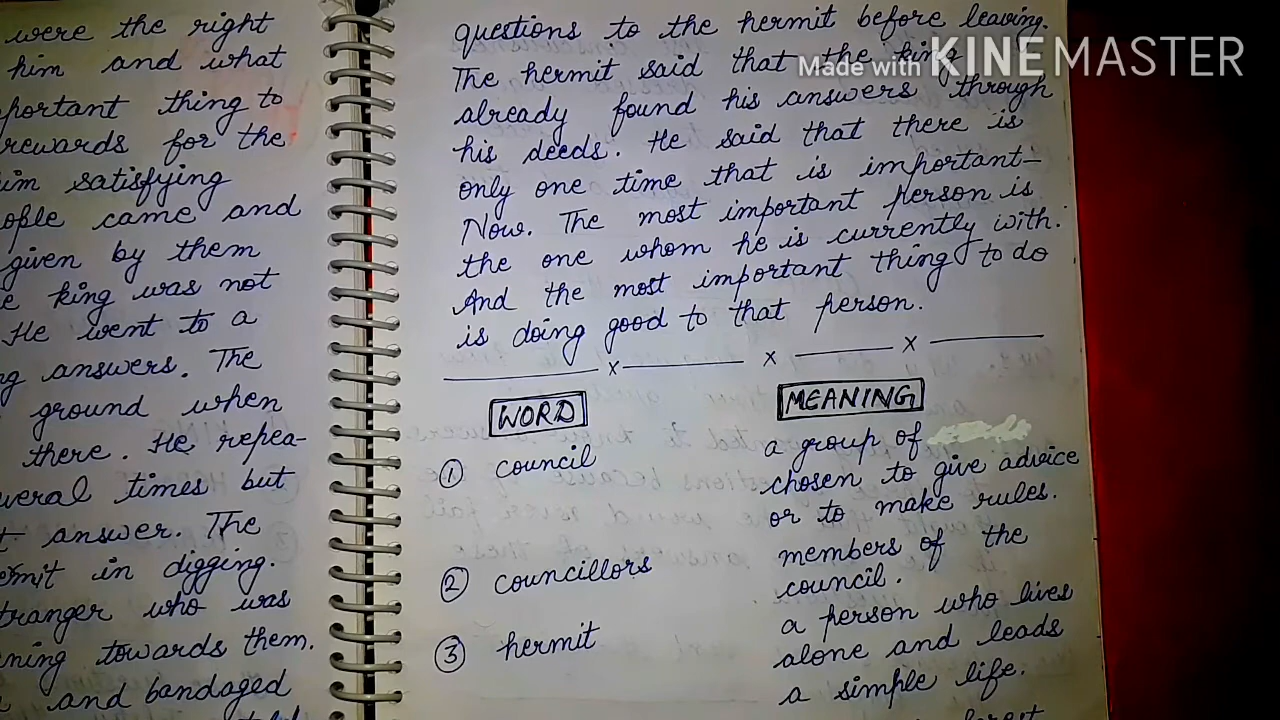 were the right
him and what
portant thing to
rewards for the
him satisfying
ople came and
given by them
e king was not
He went to a
ng answers. The
ground when
there. He repea-
veral times but
t answer. The
ermit in digging.
tranger who was
ning towards them.
and bandaged
questions to the hermit before leaving.
The hermit said that the king
already found his answers through
his deeds. He said that there is
only one time that is important-
Now. The most important person is
the one whom he is currently with.
And the most important thing to do
is doing good to that person.
x x x
WORD MEANING
1 council a group of
chosen to give advice
or to make rules.
2 councillors members of the
council.
3 hermit a person who lives
alone and leads
a simple life.
Made with KINEMASTER